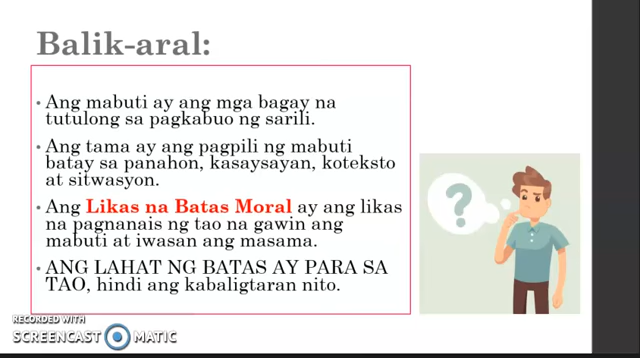 Balik-aral:
• Ang mabuti ay ang mga bagay na
tutulong sa pagkabuo ng sarili.
• Ang tama ay ang pagpili ng mabuti
batay sa panahon, kasaysayan, koteksto
at sitwasyon.
• Ang Likas na Batas Moral ay ang likas
na pagnanais ng tao na gawin ang
mabuti at iwasan ang masama.
• ANG LAHAT NG BATAS AY PARA SA
TAO, hindi ang kabaligtaran nito.
?
RECORDED WITH
SCREENCAST MATIC